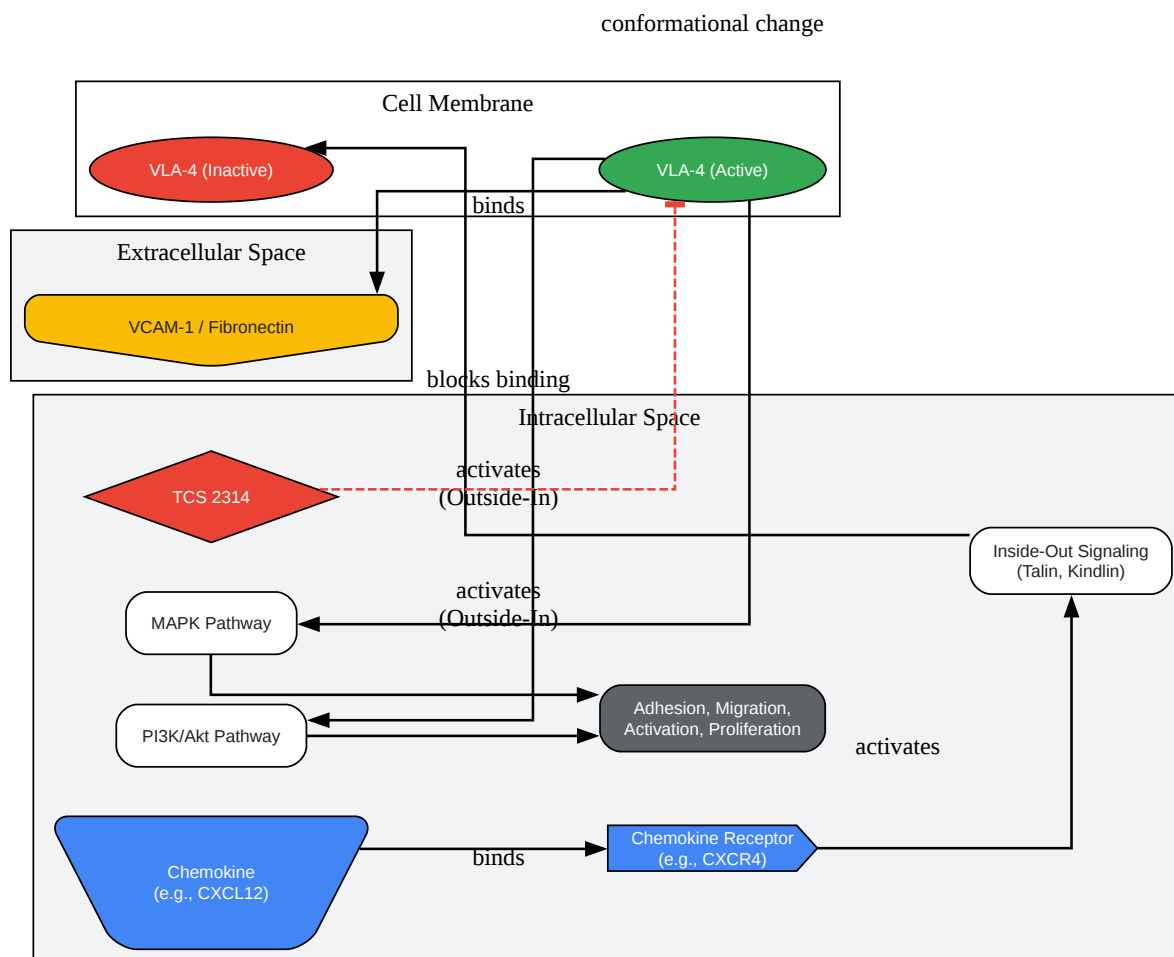 conformational change
Cell Membrane
VLA-4 (Inactive)
VLA-4 (Active)
binds
Extracellular Space
VCAM-1 / Fibronectin
blocks binding
Intracellular Space
activates
(Outside-In)
TCS 2314
Inside-Out Signaling
(Talin, Kindlin)
activates
(Outside-In)
MAPK Pathway
Adhesion, Migration,
Activation, Proliferation
PI3K/Akt Pathway
activates
Chemokine Receptor
(e.g., CXCR4)
binds
Chemokine
(e.g., CXCL12)